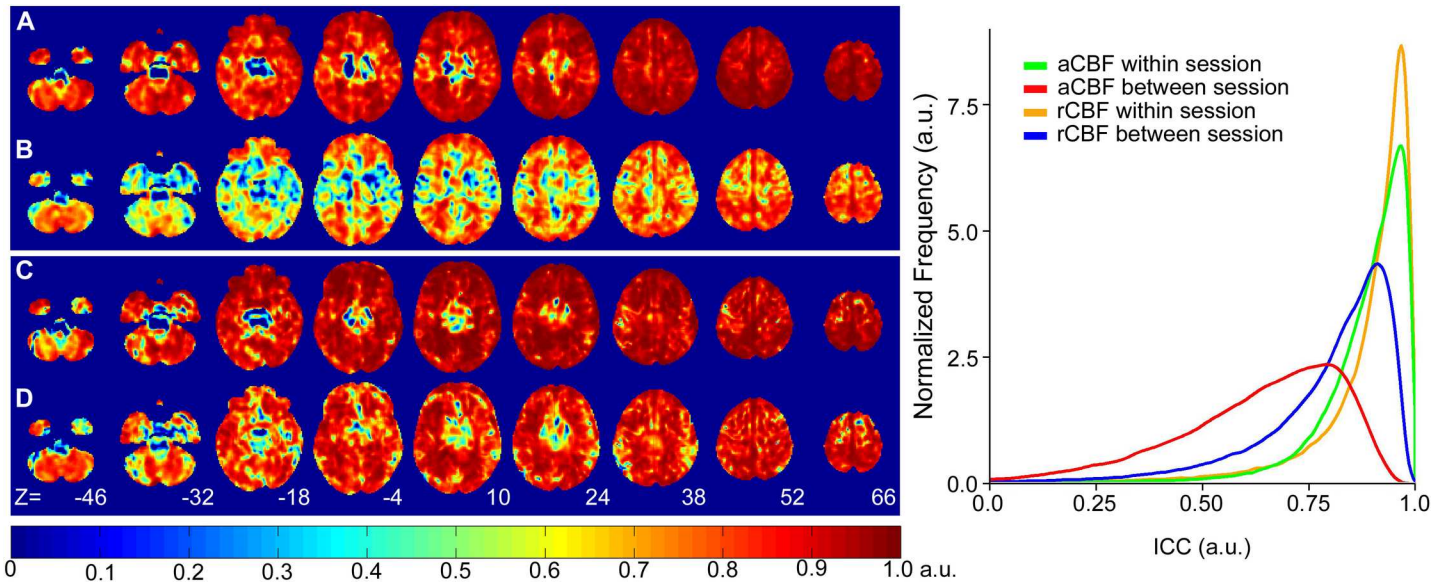 A
B
C
D
Z= -46 -32 -18 -4 10 24 38 52 66
0 0.1 0.2 0.3 0.4 0.5 0.6 0.7 0.8 0.9 1.0 a.u.
aCBF within session
aCBF between session
rCBF within session
rCBF between session
Normalized Frequency (a.u.)
7.5
5.0
2.5
0.0
0.0 0.25 0.50 0.75 1.0
ICC (a.u.)